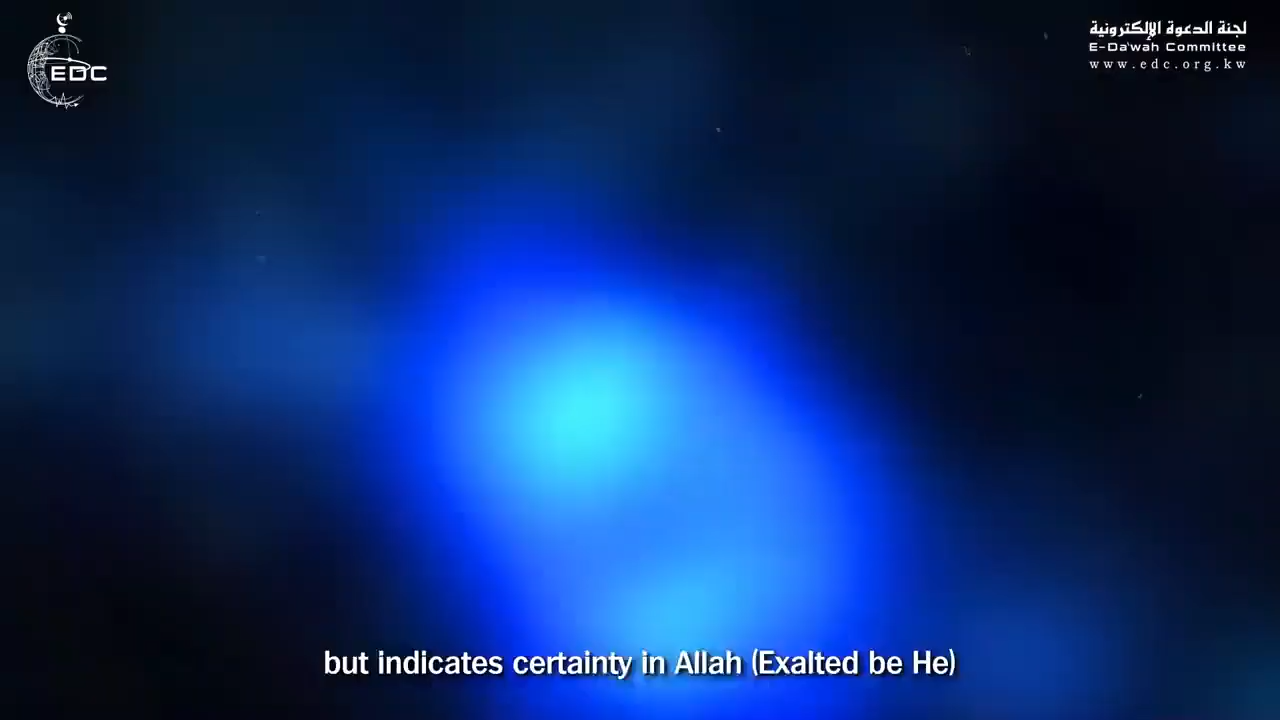 EDC
لجنة الدعوة الإلكترونية
E-Da'wah Committee
www.edc.org.kw
but indicates certainty in Allah (Exalted be He)